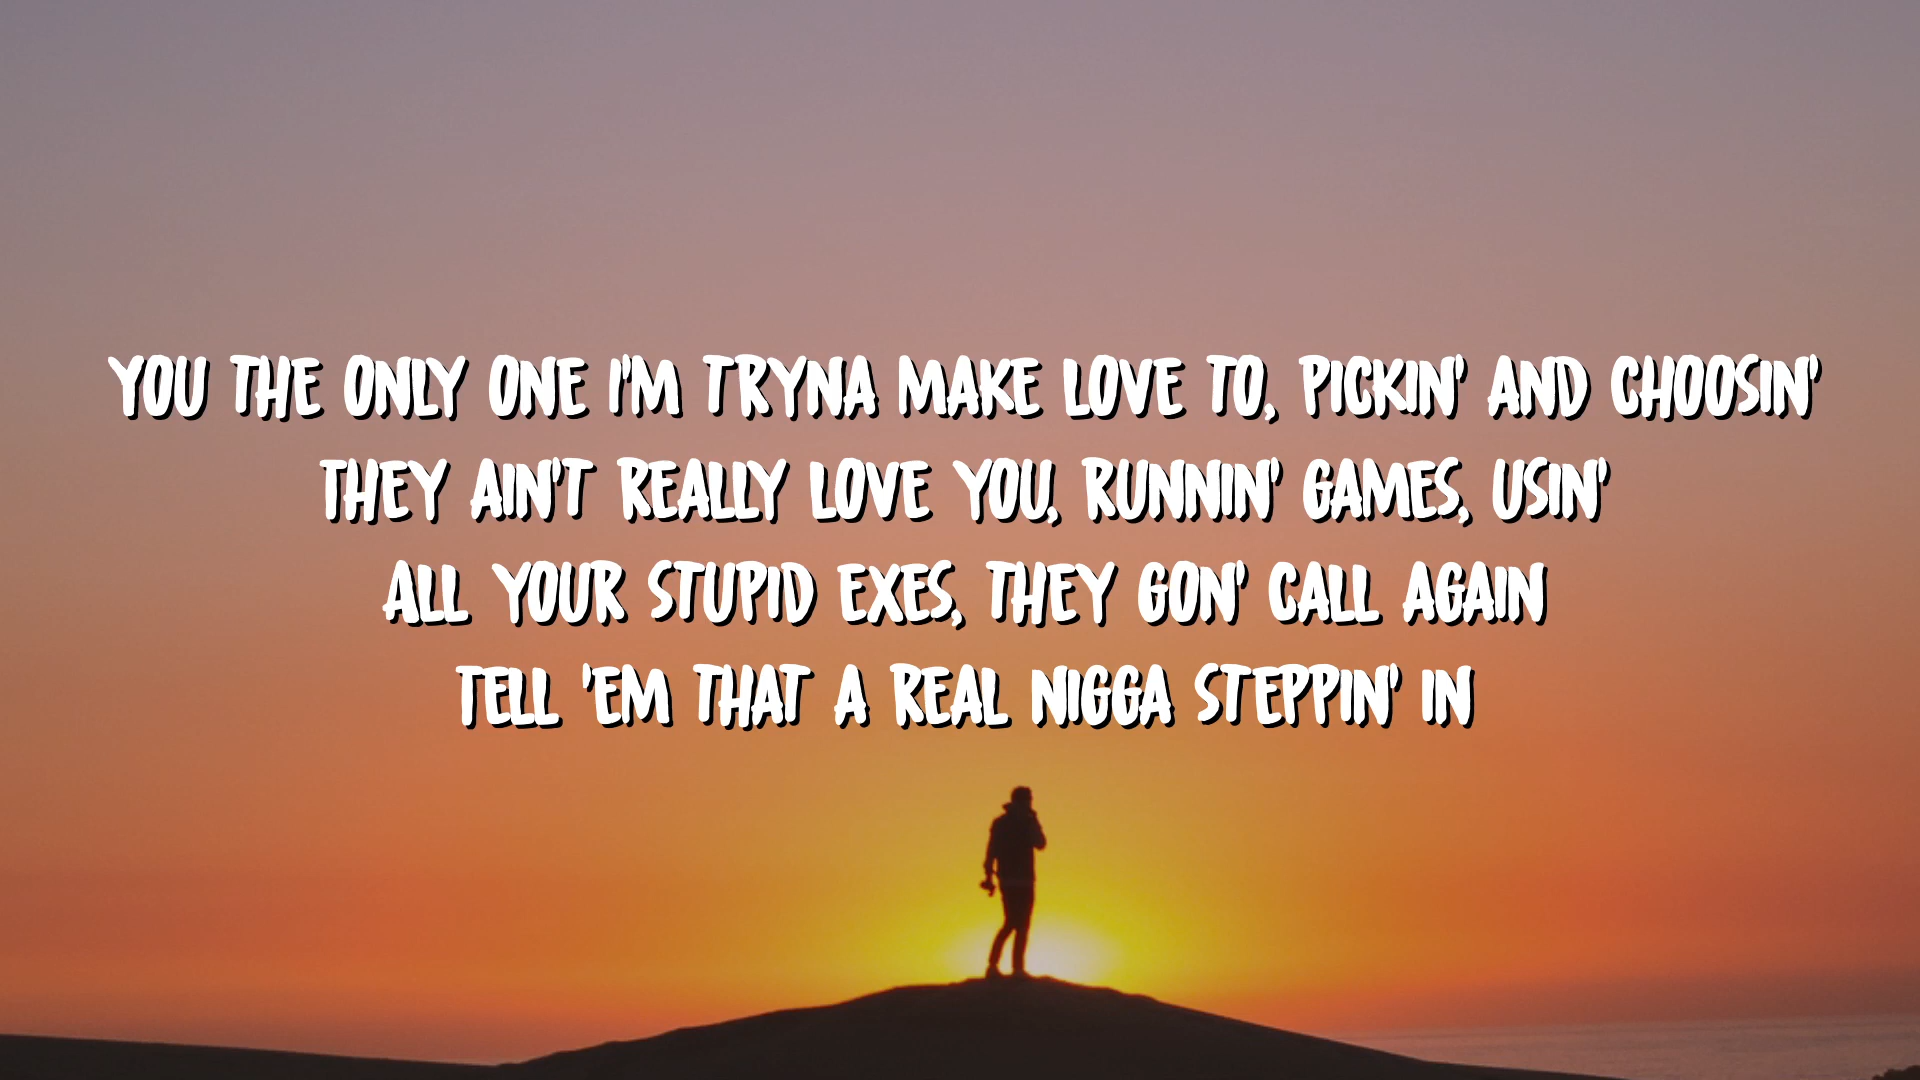 YOU THE ONLY ONE I'M TRYNA MAKE LOVE TO, PICKIN' AND CHOOSIN'
THEY AIN'T REALLY LOVE YOU, RUNNIN' GAMES, USIN'
ALL YOUR STUPID EXES, THEY GON' CALL AGAIN
TELL 'EM THAT A REAL NIGGA STEPPIN' IN